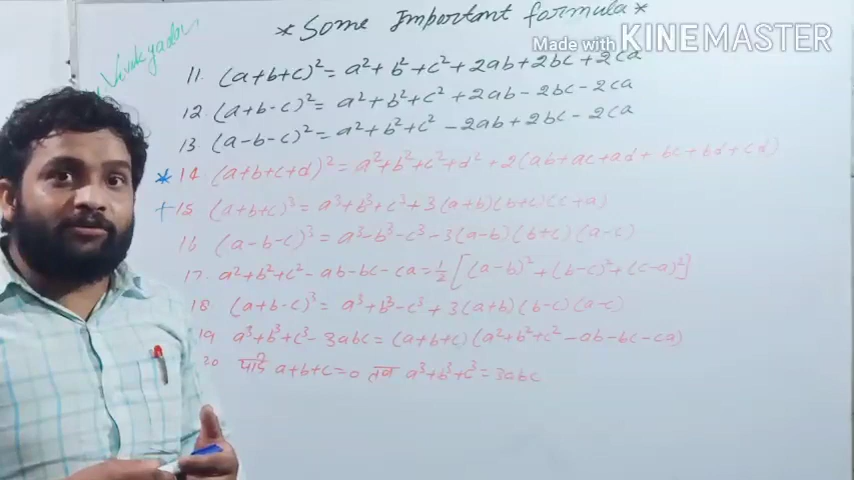 *Some Important formula*
Made with KINEMASTER
Vivek yadav
11. (a+b+c)² = a²+b²+c²+2ab+2bc+2ca
12. (a+b-c)² = a²+b²+c²+2ab-2bc-2ca
13. (a-b-c)² = a²+b²+c²-2ab+2bc-2ca
* 14. (a+b+c+d)² = a²+b²+c²+d²+2(ab+ac+ad+bc+bd+cd)
+ 15 (a+b+c)³ = a³+b³+c³+3(a+b)(b+c)(c+a)
16 (a-b-c)³ = a³-b³-c³-3(a-b)(b+c)(a-c)
17. a²+b²+c²-ab-bc-ca=½[(a-b)²+(b-c)²+(c-a)²]
18. (a+b-c)³ = a³+b³-c³+3(a+b)(b-c)(a-c)
19 a³+b³+c³-3abc=(a+b+c)(a²+b²+c²-ab-bc-ca)
20 यदि a+b+c=0 तब a³+b³+c³=3abc